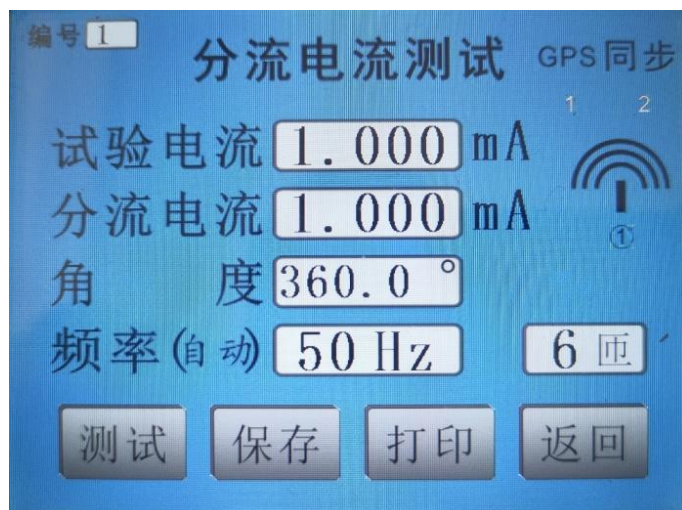 编号 1
分流电流测试 GPS同步
1 2
试验电流 1.000 mA
分流电流 1.000 mA
①
角 度 360.0 °
频率(自动) 50 Hz 6 匝
测试 保存 打印 返回